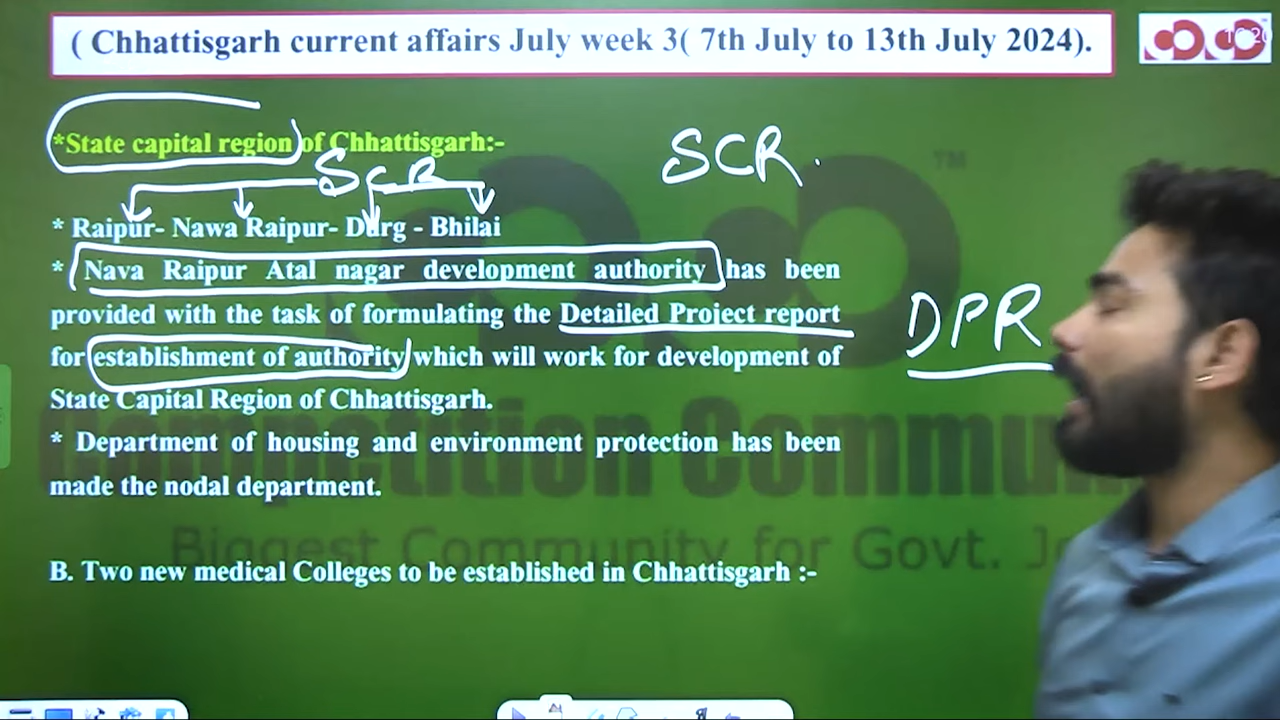 ( Chhattisgarh current affairs July week 3( 7th July to 13th July 2024).
*State capital region of Chhattisgarh:-
SCR.
SCR
* Raipur- Nawa Raipur- Durg - Bhilai
* Nava Raipur Atal nagar development authority has been
provided with the task of formulating the Detailed Project report
DPR
for establishment of authority which will work for development of
State Capital Region of Chhattisgarh.
* Department of housing and environment protection has been
made the nodal department.
Biggest Community for Govt.
B. Two new medical Colleges to be established in Chhattisgarh :-
TM